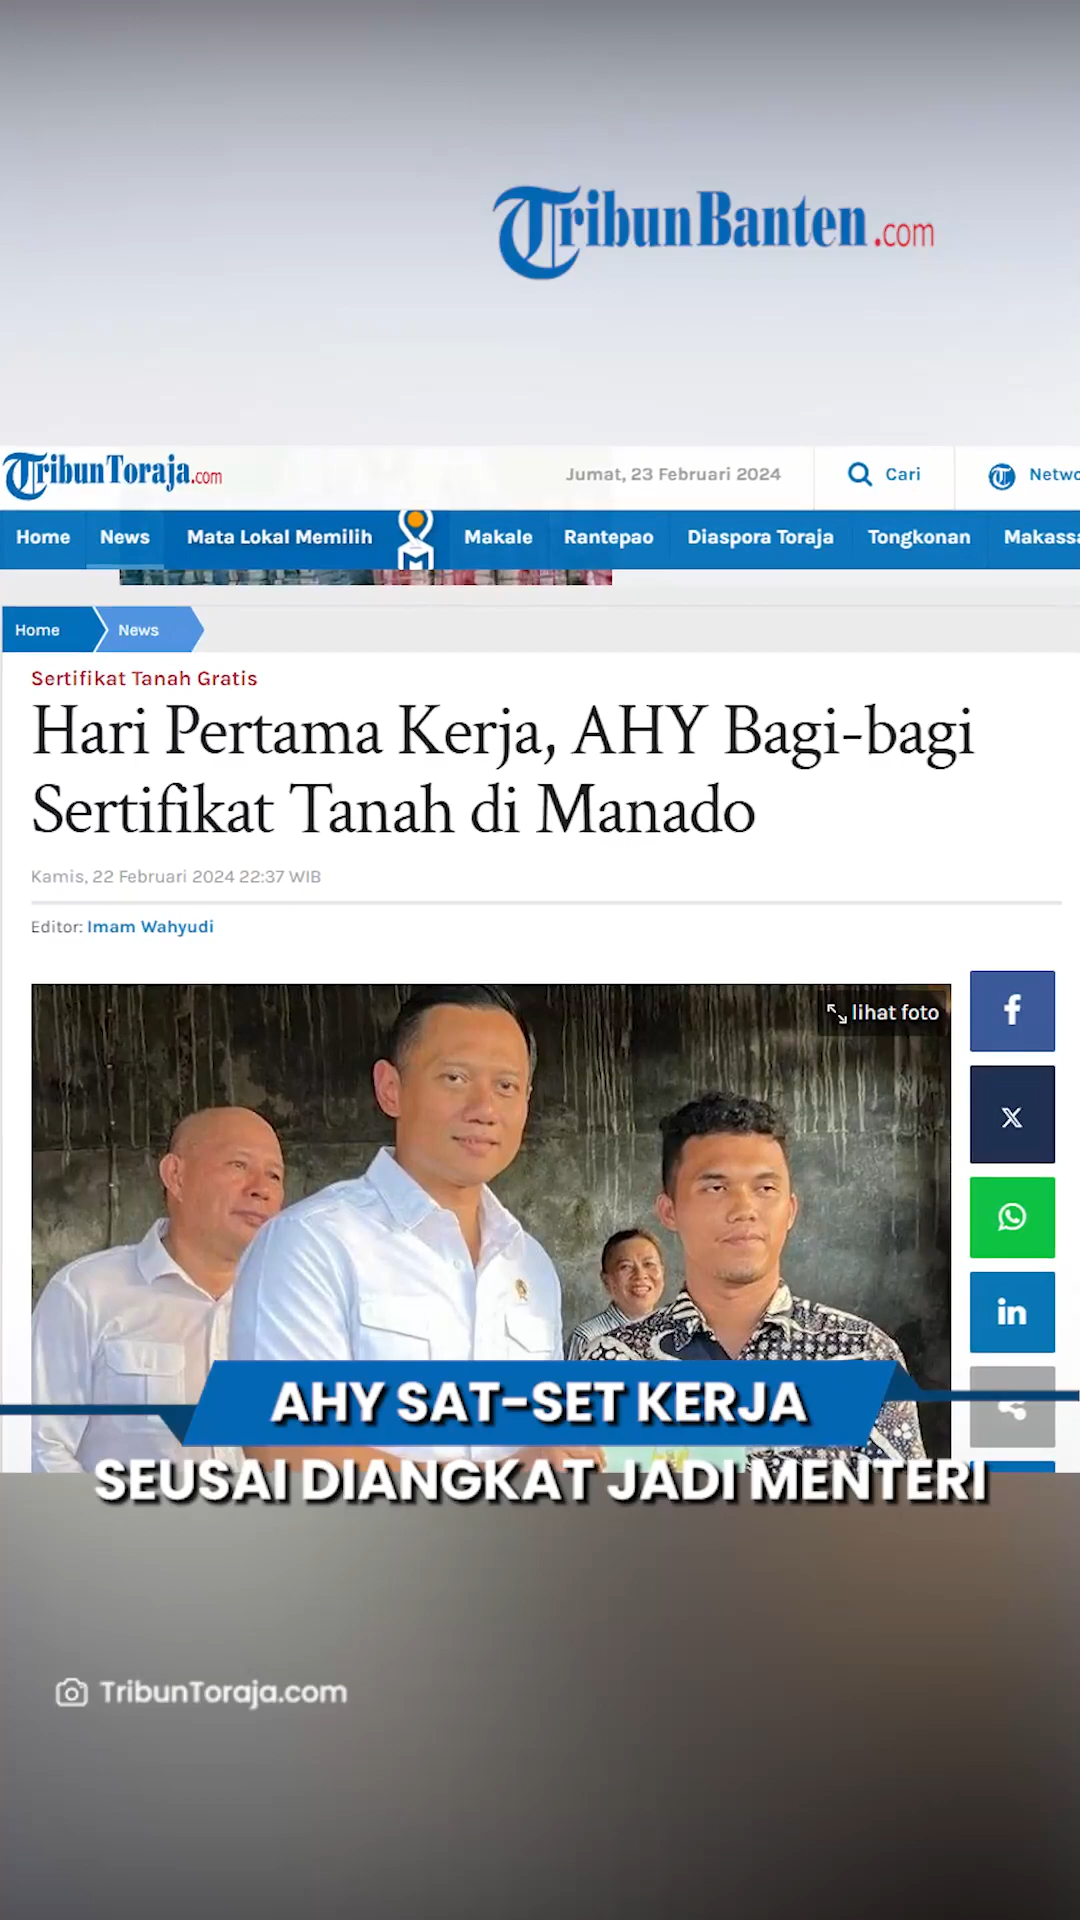 TribunBanten.com
TribunToraja.com
Jumat, 23 Februari 2024
Cari
Netwo
Home
News
Mata Lokal Memilih
Makale
Rantepao
Diaspora Toraja
Tongkonan
Makassa
Home
News
Sertifikat Tanah Gratis
Hari Pertama Kerja, AHY Bagi-bagi
Sertifikat Tanah di Manado
Kamis, 22 Februari 2024 22:37 WIB
Editor: Imam Wahyudi
lihat foto
AHY SAT-SET KERJA
SEUSAI DIANGKAT JADI MENTERI
TribunToraja.com